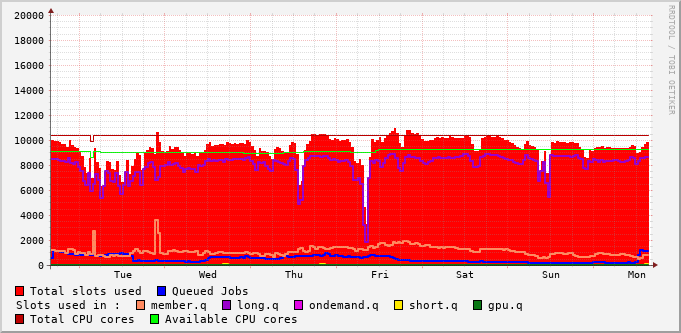 20000
18000
16000
14000
12000
10000
8000
6000
4000
2000
0
Tue Wed Thu Fri Sat Sun Mon
RRDTOOL / TOBI OETIKER
Total slots used Queued Jobs
Slots used in : member.q long.q ondemand.q short.q gpu.q
Total CPU cores Available CPU cores